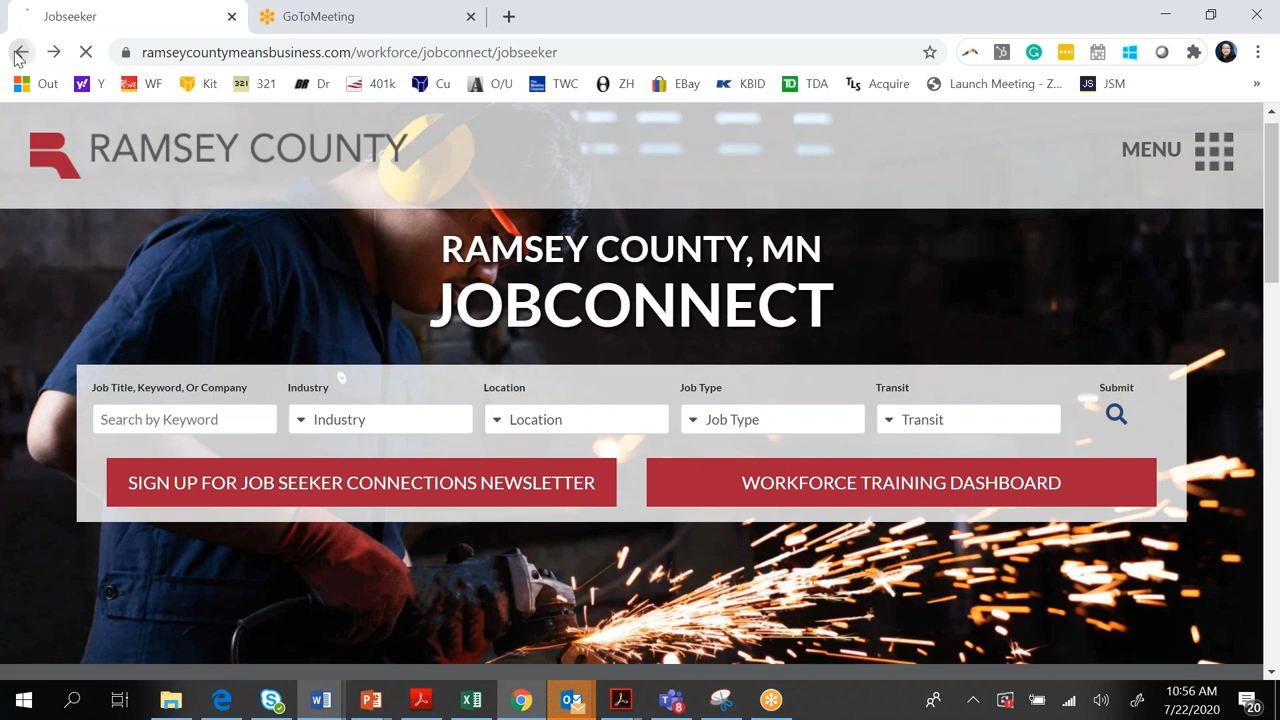 Jobseeker
GoToMeeting
ramseycountymeansbusiness.com/workforce/jobconnect/jobseeker
Out Y WF Kit 321 Dr 401k Cu O/U TWC ZH EBay KBID TDA Acquire Launch Meeting - Z... JSM »
RAMSEY COUNTY
MENU
RAMSEY COUNTY, MN
JOBCONNECT
Job Title, Keyword, Or Company Industry Location Job Type Transit Submit
Search by Keyword Industry Location Job Type Transit
SIGN UP FOR JOB SEEKER CONNECTIONS NEWSLETTER WORKFORCE TRAINING DASHBOARD
10:56 AM
7/22/2020
20
8